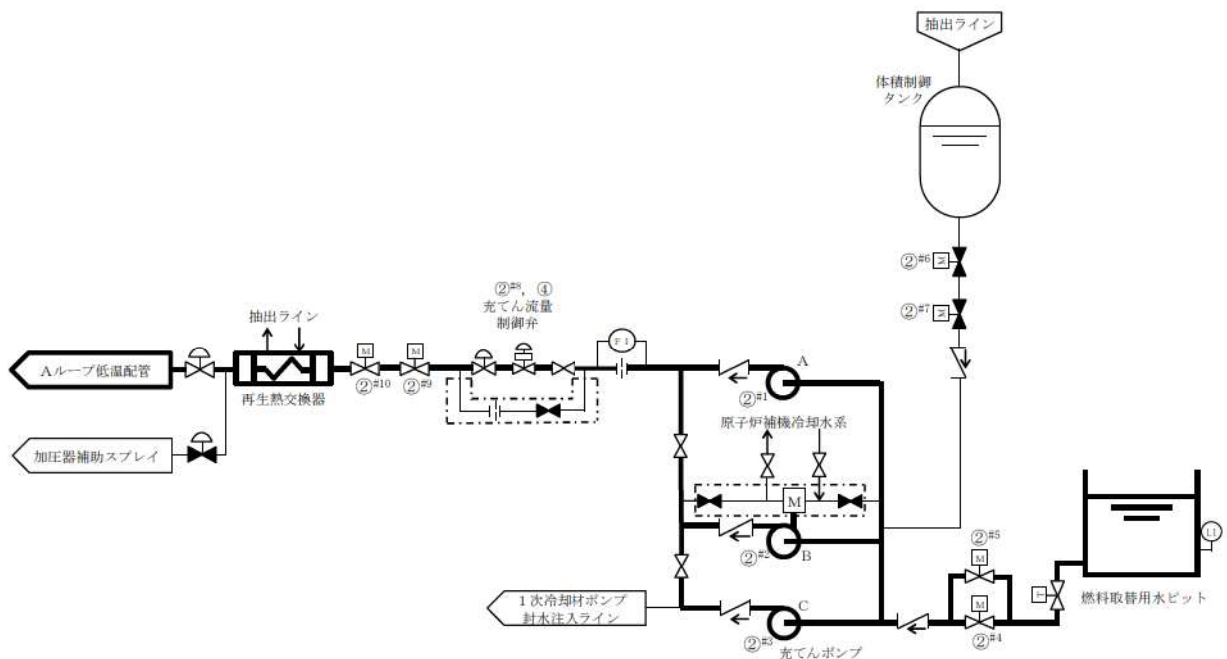 抽出ライン
体積制御
タンク
②#6
M
②#7
M
②#8, ④
充てん流量
制御弁
抽出ライン
M
M
F I
A
Aループ低温配管
②#10
②#9
再生熱交換器
②#1
原子炉補機冷却水系
加圧器補助スプレイ
M
②#2
B
②#5
M
LI
T
燃料取替用水ピット
1次冷却材ポンプ
封水注入ライン
C
M
②#3
②#4
充てんポンプ